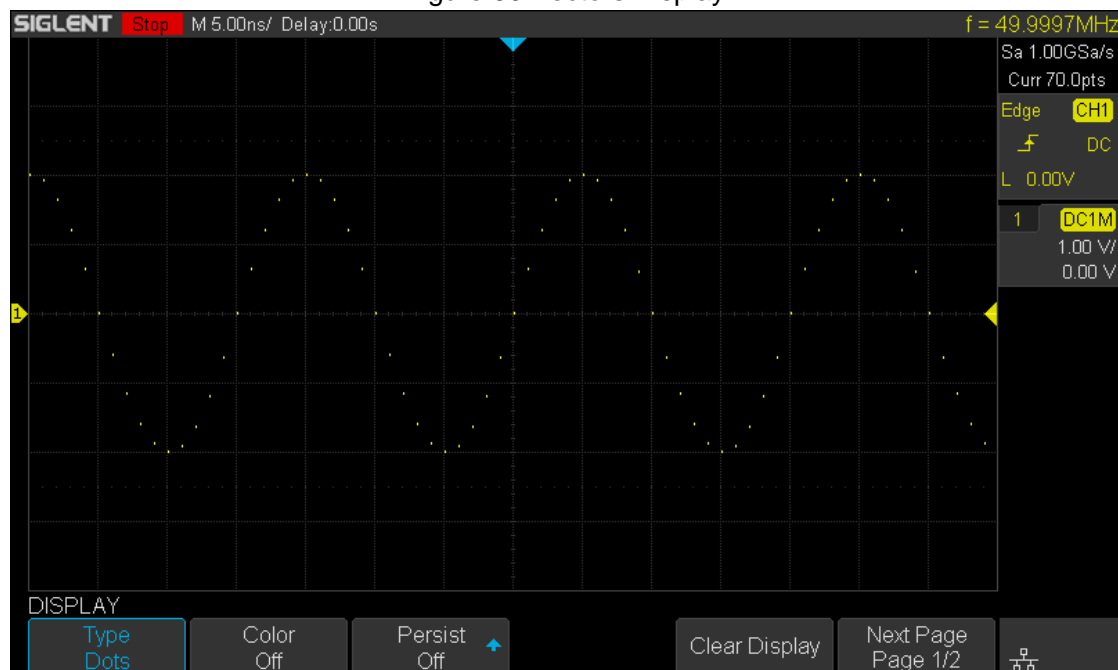 SIGLENT Stop M 5.00ns/ Delay:0.00s f = 49.9997MHz
Sa 1.00GSa/s
Curr 70.0pts
Edge CH1
DC
L 0.00V
1 DC1M
1.00 V/
0.00 V
1
DISPLAY
Type
Dots
Color
Off
Persist
Off
Clear Display
Next Page
Page 1/2